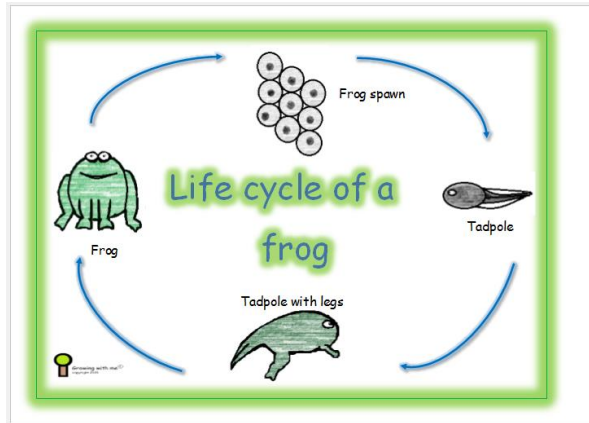 Frog spawn
Life cycle of a
frog
Tadpole
Frog
Tadpole with legs
Growing with me©